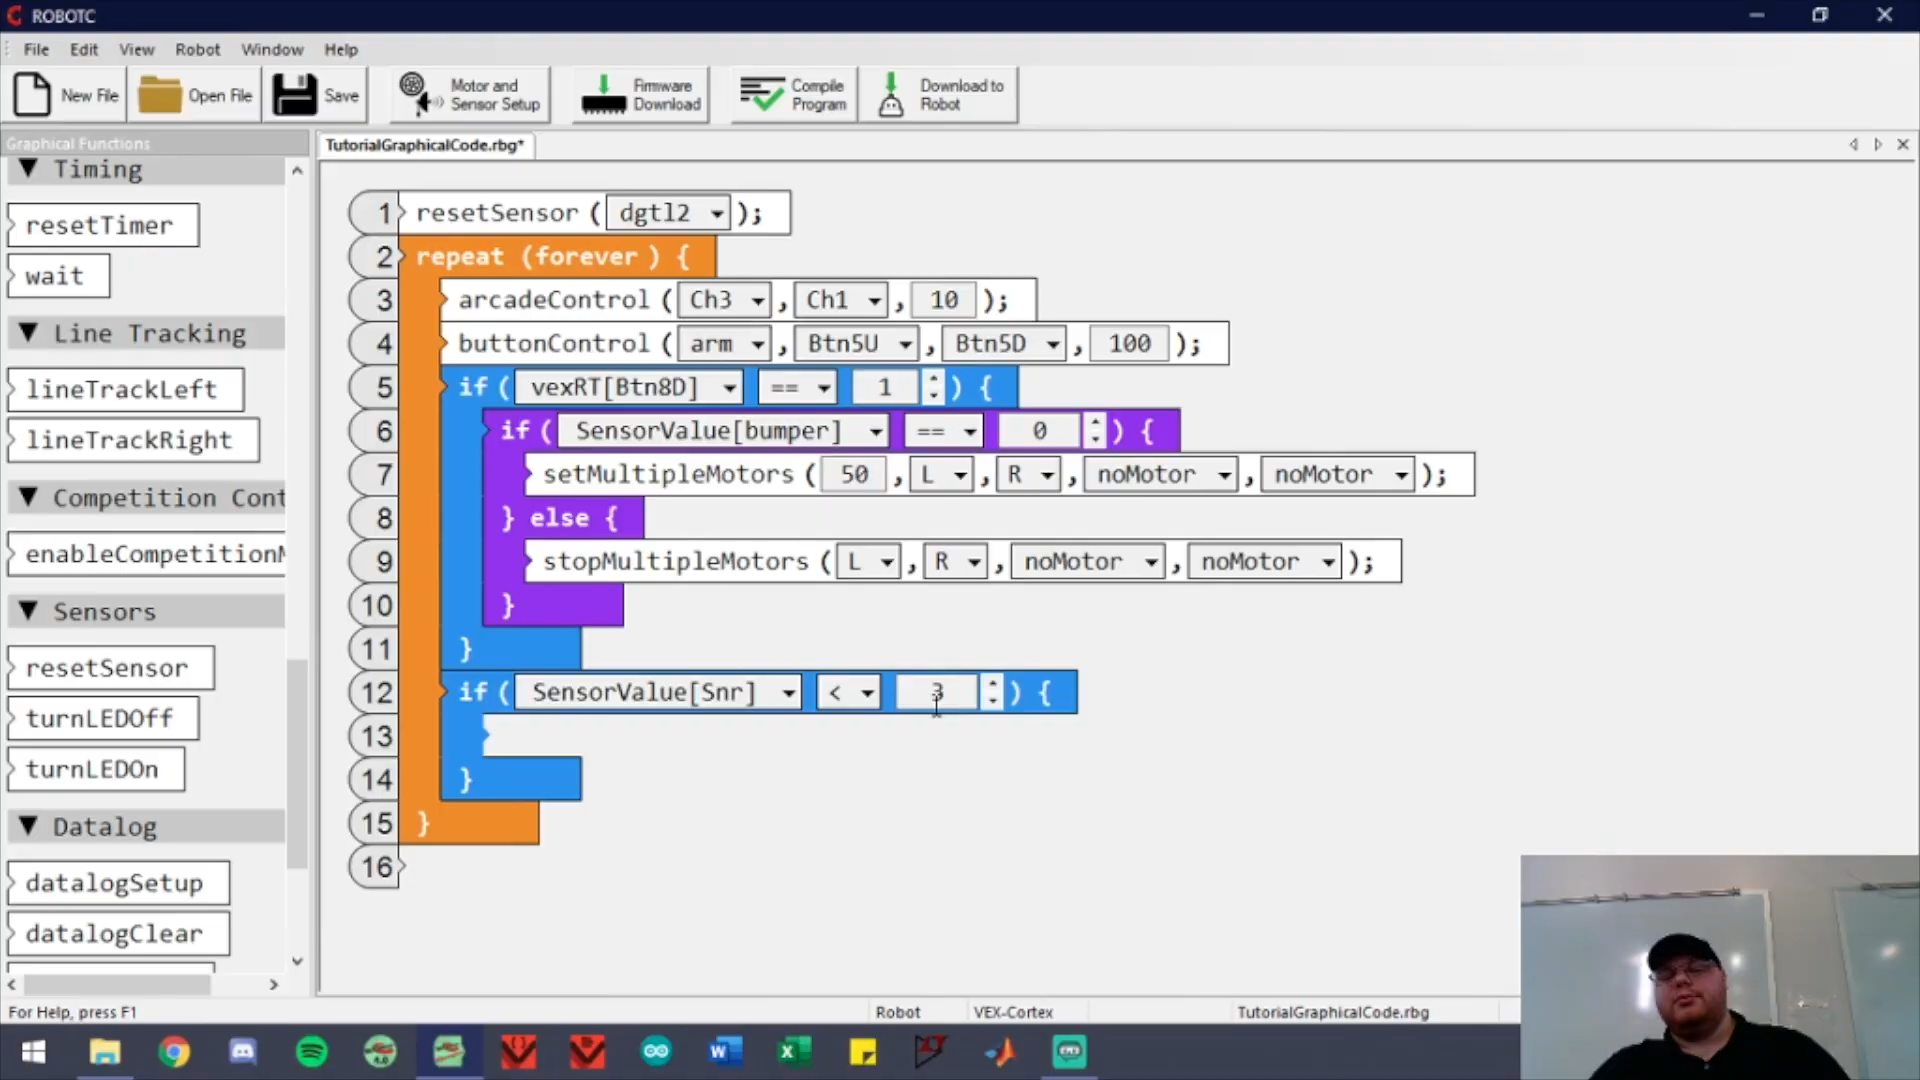 ROBOTC
File Edit View Robot Window Help
New File Open File Save Motor and Sensor Setup Firmware Download Compile Program Download to Robot
Graphical Functions
TutorialGraphicalCode.rbg*
Timing
resetTimer
wait
Line Tracking
lineTrackLeft
lineTrackRight
Competition Cont
enableCompetition
Sensors
resetSensor
turnLEDOff
turnLEDOn
Datalog
datalogSetup
datalogClear
1 resetSensor ( dgtl2 );
2 repeat (forever ) {
3 arcadeControl ( Ch3 , Ch1 , 10 );
4 buttonControl ( arm , Btn5U , Btn5D , 100 );
5 if ( vexRT[Btn8D] == 1 ) {
6 if ( SensorValue[bumper] == 0 ) {
7 setMultipleMotors ( 50 , L , R , noMotor , noMotor );
8 } else {
9 stopMultipleMotors ( L , R , noMotor , noMotor );
10 }
11 }
12 if ( SensorValue[Snr] < 3 ) {
13
14 }
15 }
16
For Help, press F1
Robot VEX-Cortex TutorialGraphicalCode.rbg
4.0